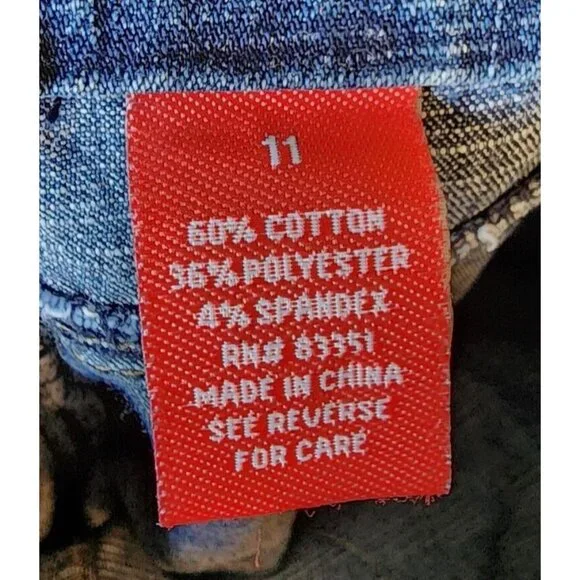 11
60% COTTON
36% POLYESTER
4% SPANDEX
RN# 83351
MADE IN CHINA
SEE REVERSE
FOR CARE